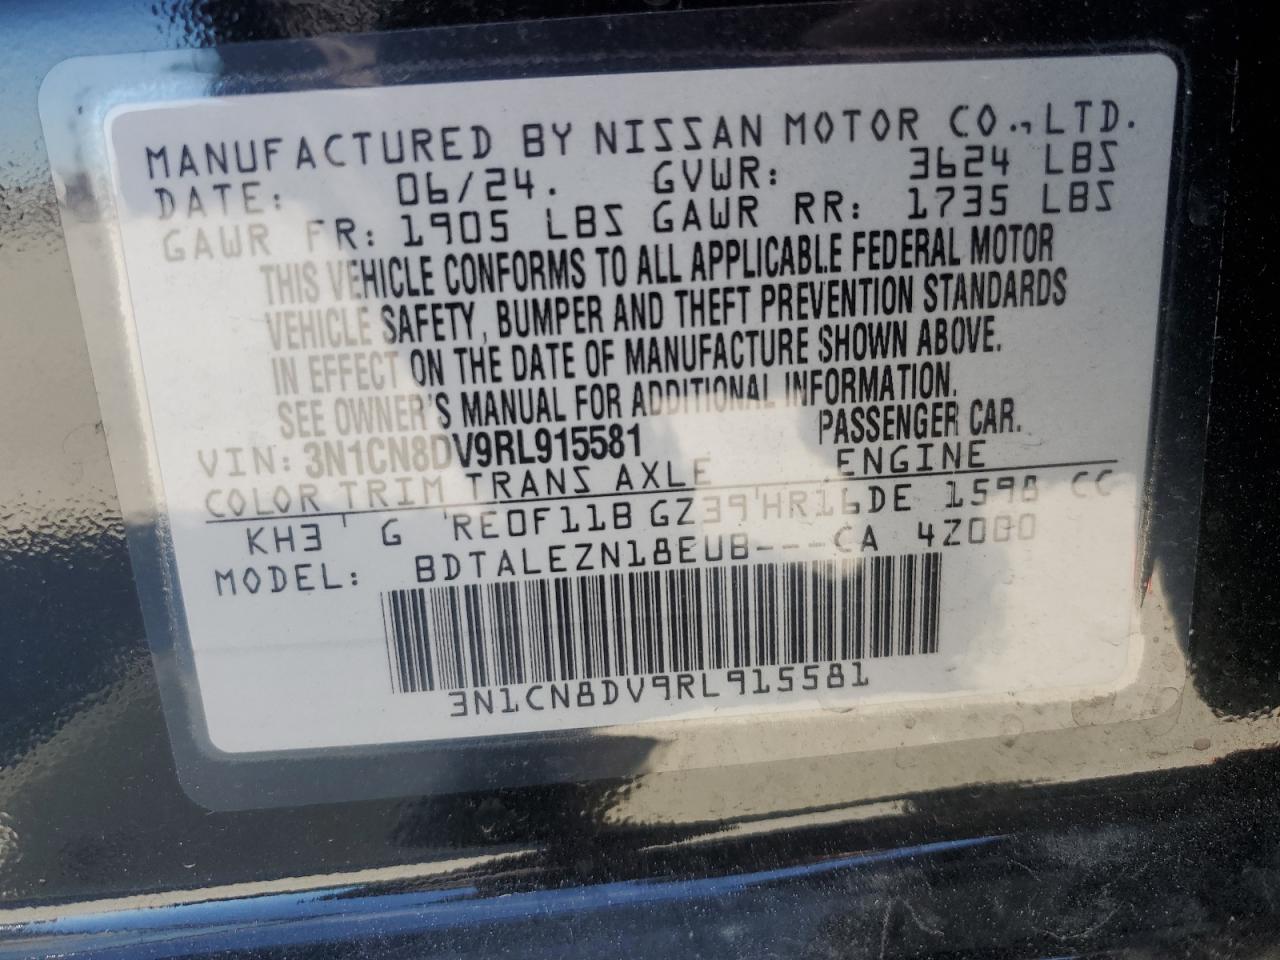 MANUFACTURED BY NISSAN MOTOR CO., LTD.
DATE: 06/24. GVWR: 3624 LBS
GAWR FR: 1905 LBS GAWR RR: 1735 LBS
THIS VEHICLE CONFORMS TO ALL APPLICABLE FEDERAL MOTOR
VEHICLE SAFETY, BUMPER AND THEFT PREVENTION STANDARDS
IN EFFECT ON THE DATE OF MANUFACTURE SHOWN ABOVE.
SEE OWNER'S MANUAL FOR ADDITIONAL INFORMATION.
VIN: 3N1CN8DV9RL915581 PASSENGER CAR.
COLOR TRIM TRANS AXLE ENGINE
KH3 G RE0F11B GZ39 HR16DE 1598 CC
MODEL: BDTALEZN18EUB---CA 4Z000
3N1CN8DV9RL915581